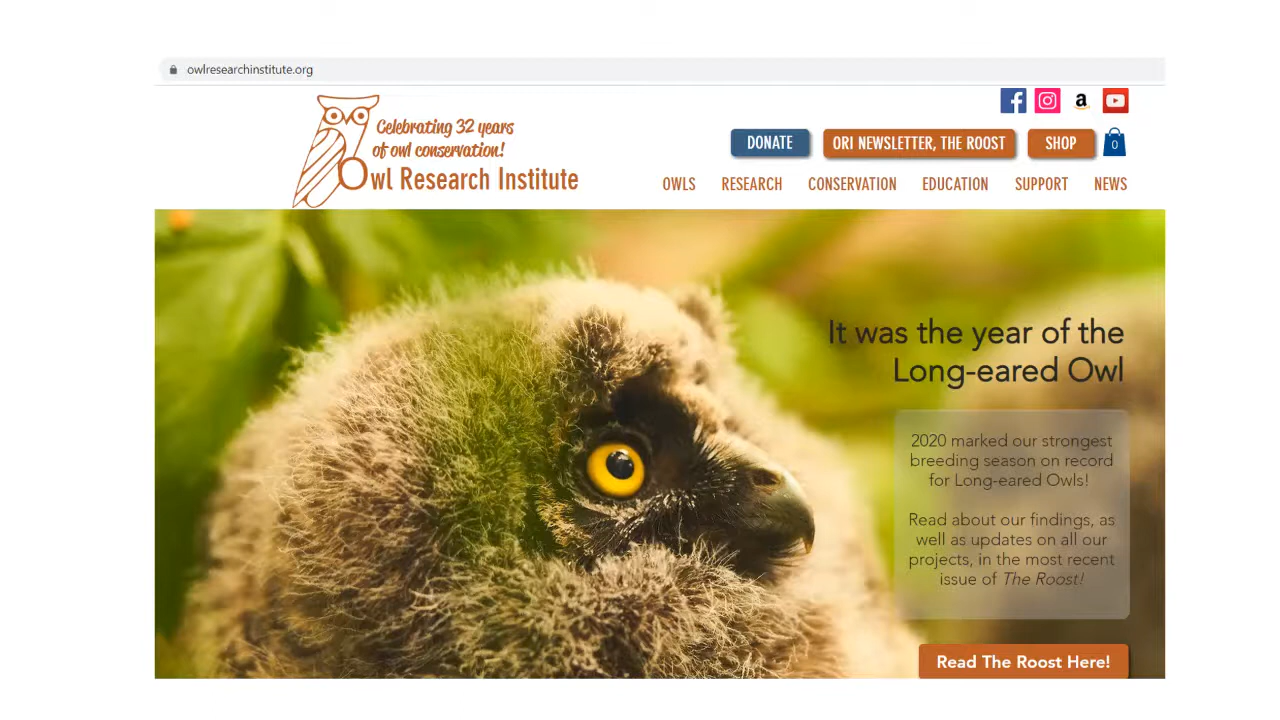 owlresearchinstitute.org
Celebrating 32 years
of owl conservation!
Owl Research Institute
DONATE
ORI NEWSLETTER, THE ROOST
SHOP
0
OWLS
RESEARCH
CONSERVATION
EDUCATION
SUPPORT
NEWS
It was the year of the
Long-eared Owl
2020 marked our strongest
breeding season on record
for Long-eared Owls!
Read about our findings, as
well as updates on all our
projects, in the most recent
issue of The Roost!
Read The Roost Here!